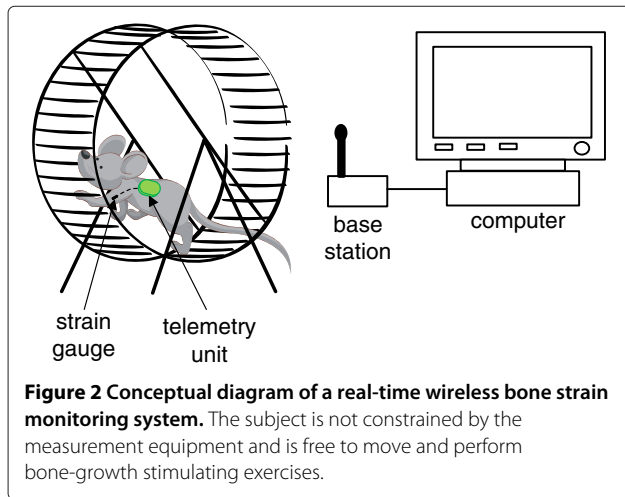 base
station
computer
strain
gauge
telemetry
unit
Figure 2 Conceptual diagram of a real-time wireless bone strain
monitoring system. The subject is not constrained by the
measurement equipment and is free to move and perform
bone-growth stimulating exercises.